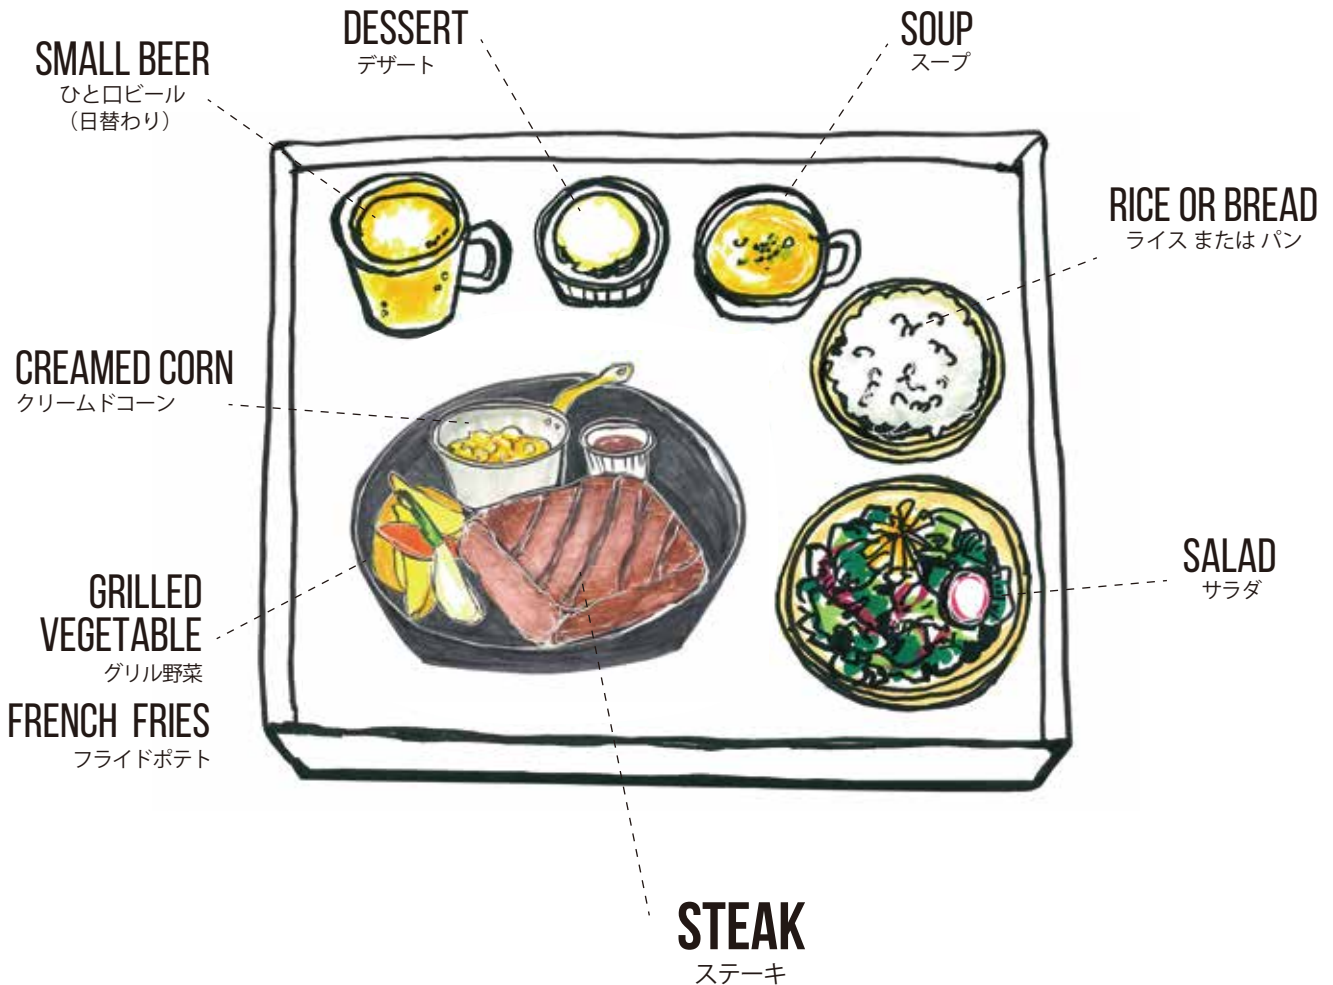 DESSERT
デザート
SOUP
スープ
SMALL BEER
ひと口ビール
（日替わり）
RICE OR BREAD
ライス または パン
CREAMED CORN
クリームドコーン
SALAD
サラダ
GRILLED
VEGETABLE
グリル野菜
FRENCH FRIES
フライドポテト
STEAK
ステーキ